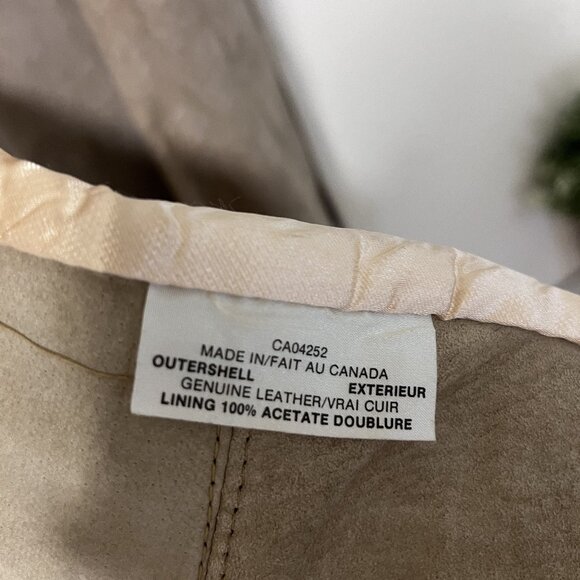 CA04252
MADE IN/FAIT AU CANADA
OUTERSHELL EXTERIEUR
GENUINE LEATHER/VRAI CUIR
LINING 100% ACETATE DOUBLURE